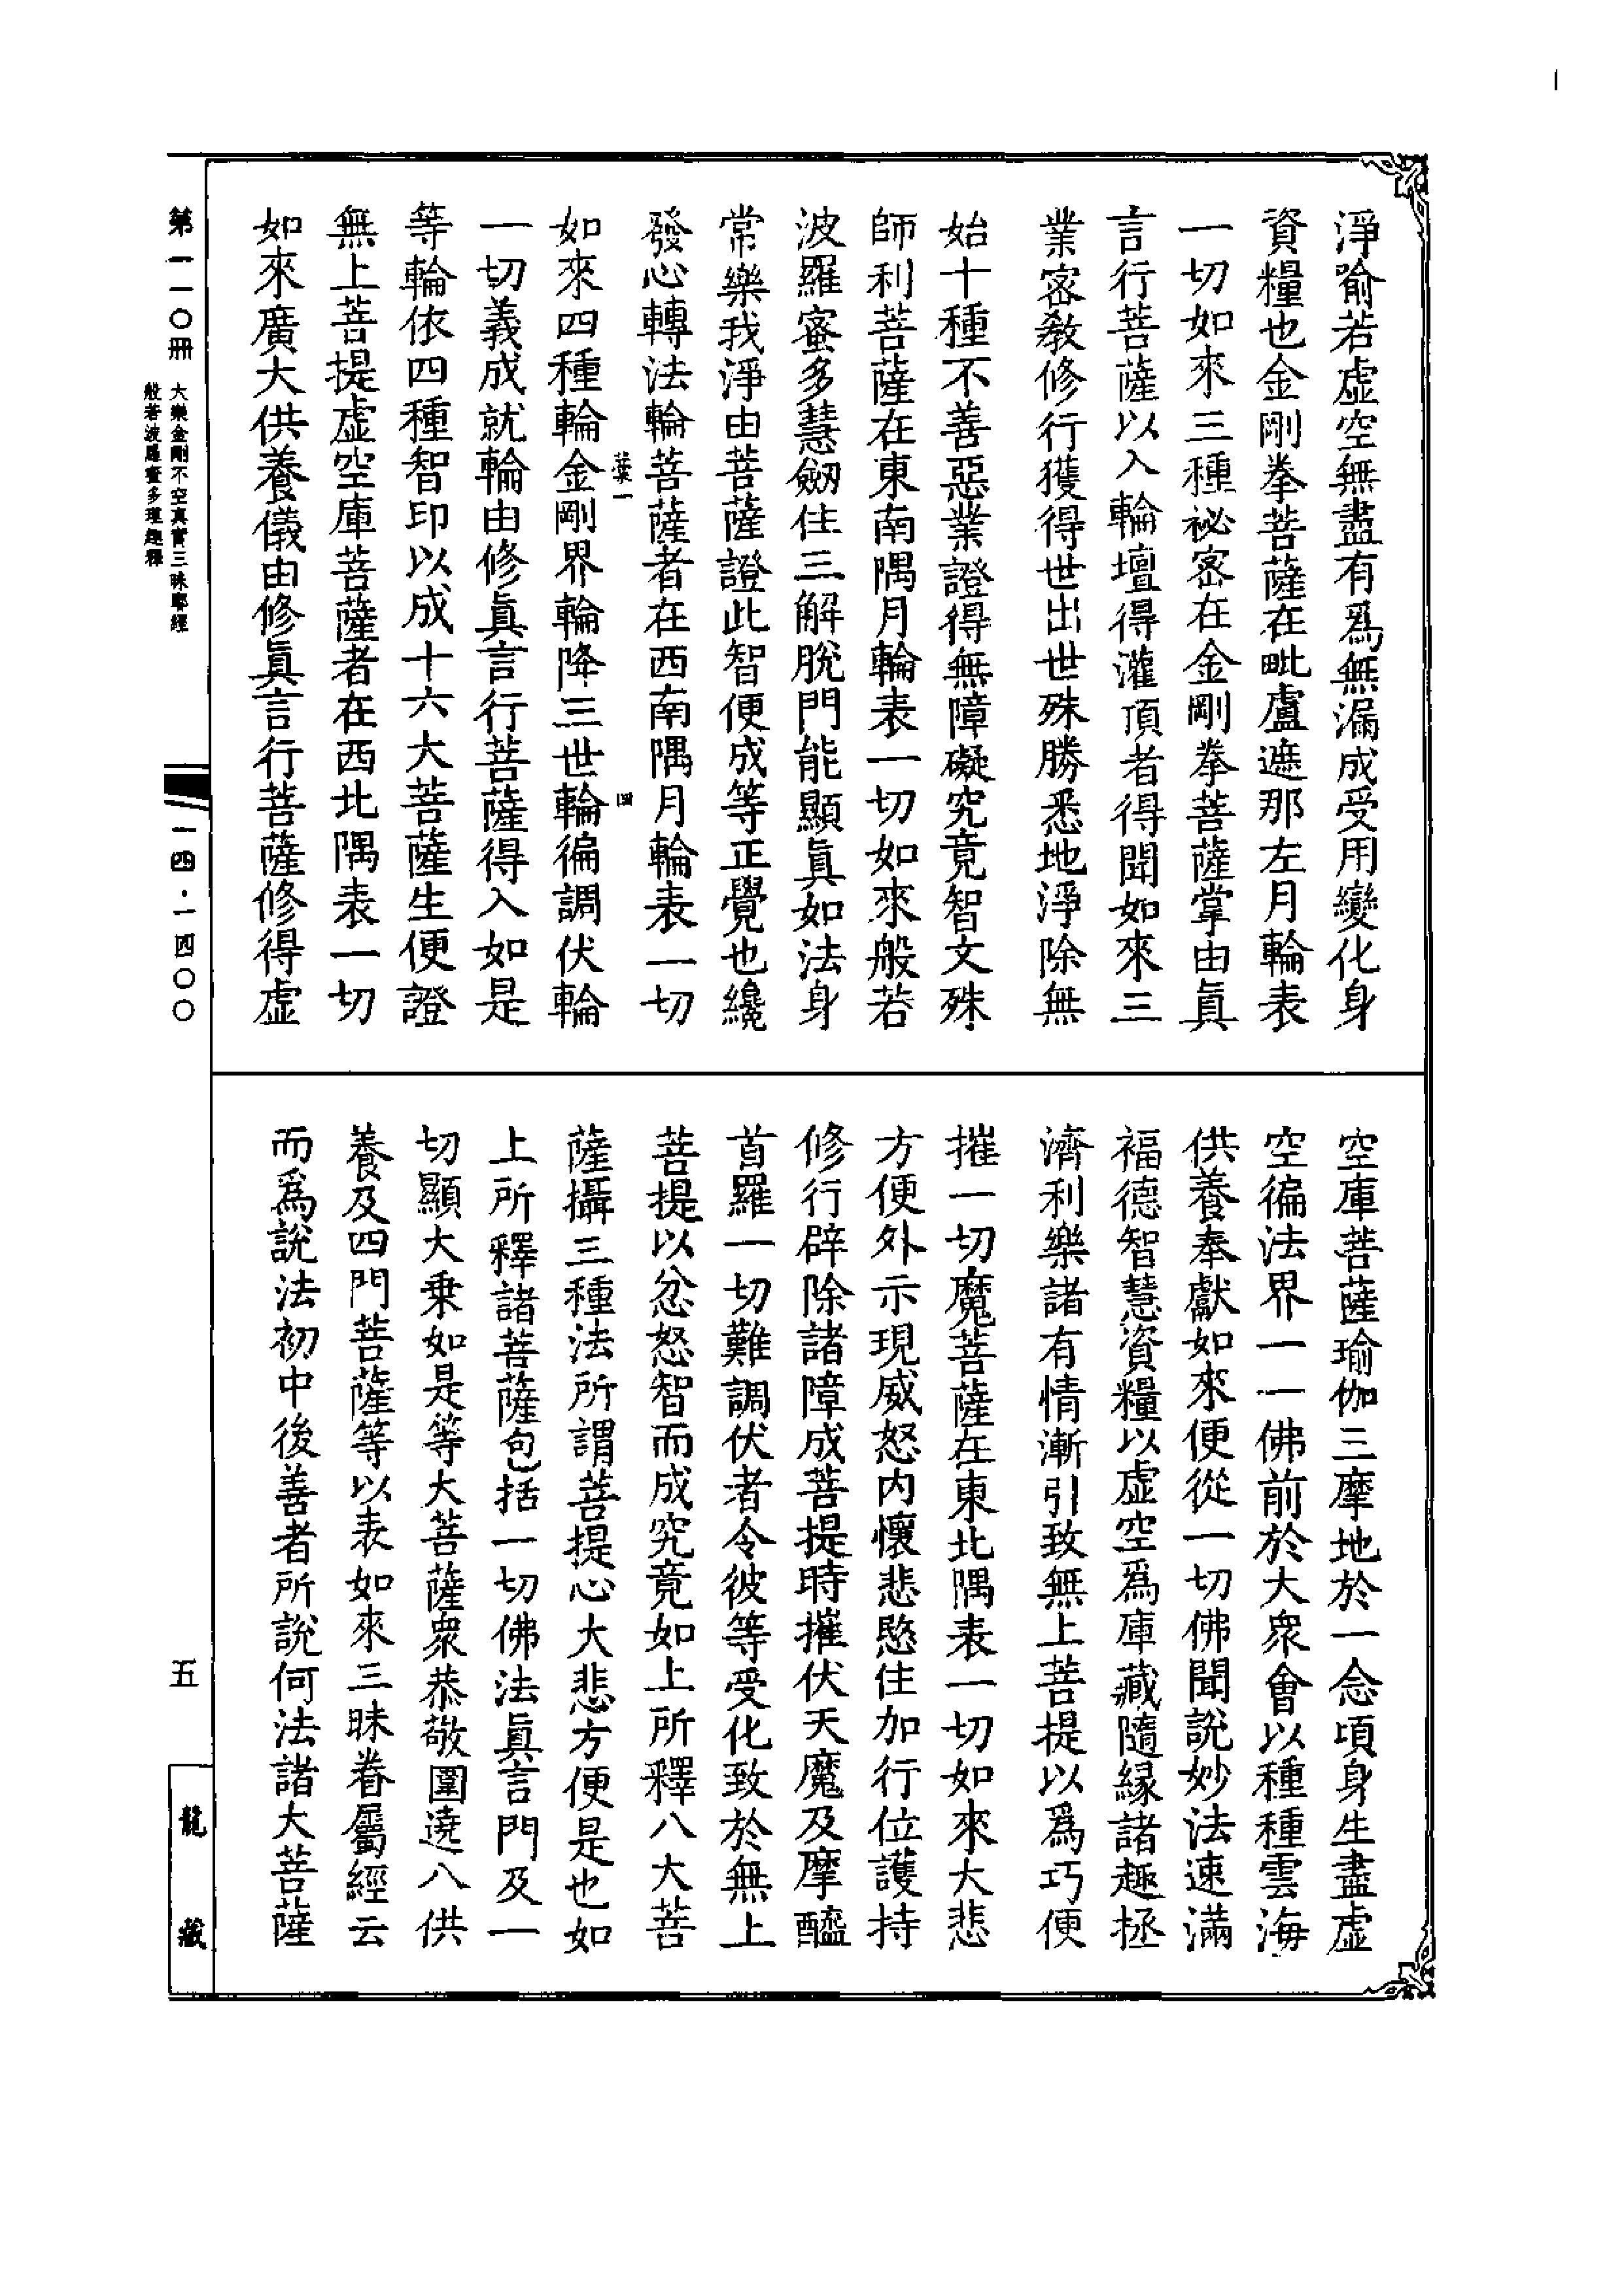 淨喻若虛空無盡有爲無漏成受用變化身
資糧也金剛拳菩薩在毗盧遮那左月輪表
一切如來三種祕密在金剛拳菩薩掌由眞
言行菩薩以入輪壇得灌頂者得聞如來三
業密教修行獲得世出世殊勝悉地淨除無
始十種不善惡業證得無障礙究竟智文殊
師利菩薩在東南隅月輪表一切如來般若
波羅蜜多慧劒住三解脫門能顯眞如法身
常樂我淨由菩薩證此智便成等正覺也纔
發心轉法輪菩薩者在西南隅月輪表一切
葉一 四
如來四種輪金剛界輪降三世輪徧調伏輪
一切義成就輪由修眞言行菩薩得入如是
等輪依四種智印以成十六大菩薩生便證
無上菩提虛空庫菩薩者在西北隅表一切
如來廣大供養儀由修眞言行菩薩修得虛
空庫菩薩瑜伽三摩地於一念頃身生盡虛
空徧法界一一佛前於大衆會以種種雲海
供養奉獻如來便從一切佛聞說妙法速滿
福德智慧資糧以虛空爲庫藏隨緣諸趣拯
濟利樂諸有情漸引致無上菩提以爲巧便
摧一切魔菩薩在東北隅表一切如來大悲
方便外示現威怒內懷悲愍住加行位護持
修行辟除諸障成菩提時摧伏天魔及摩醯
首羅一切難調伏者令彼等受化致於無上
菩提以忿怒智而成究竟如上所釋八大菩
薩攝三種法所謂菩提心大悲方便是也如
上所釋諸菩薩包括一切佛法眞言門及一
切顯大乗如是等大菩薩衆恭敬圍遶八供
養及四門菩薩等以表如來三昧眷屬經云
而爲說法初中後善者所說何法諸大菩薩
第一一〇冊
大樂金剛不空真實三昧耶經
般若波羅蜜多理趣釋
一四·一四〇〇
五
龍藏